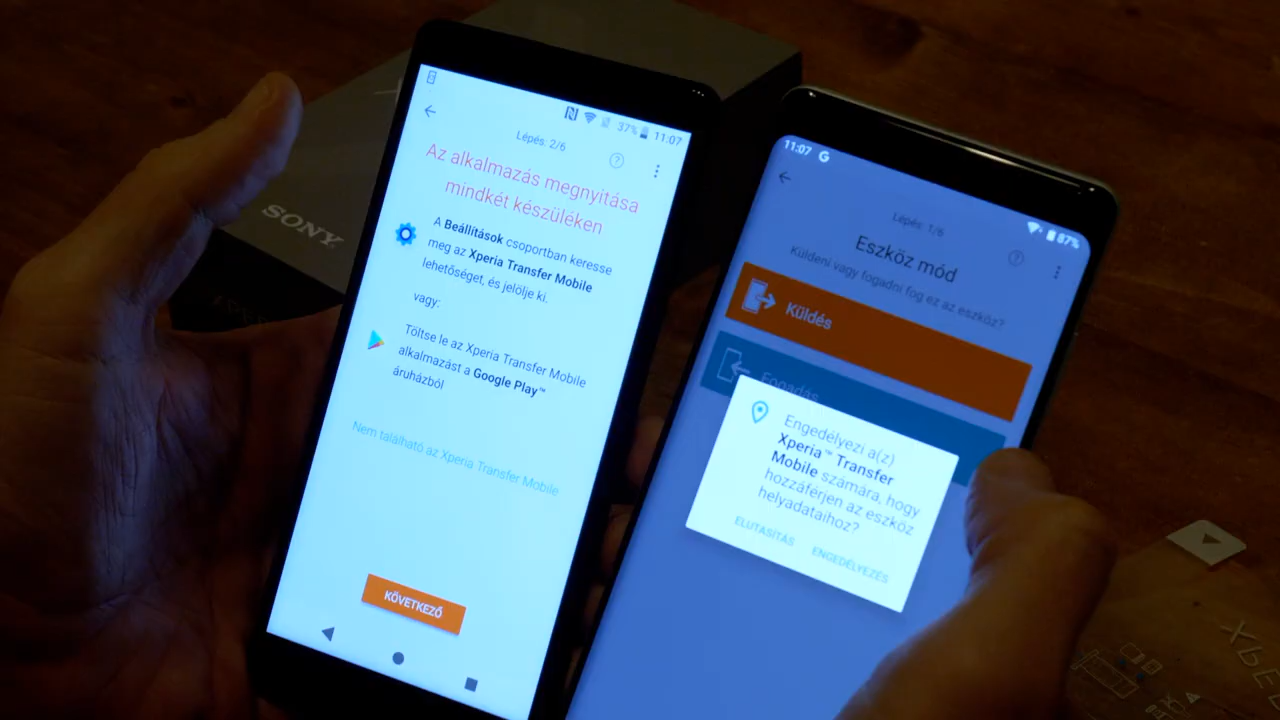 37% 11:07
Lépés: 2/6
Az alkalmazás megnyitása
mindkét készüléken
A Beállítások csoportban keresse
meg az Xperia Transfer Mobile
lehetőséget, és jelölje ki.
vagy:
Töltse le az Xperia Transfer Mobile
alkalmazást a Google Play™
áruházból
Nem található az Xperia Transfer Mobile
KÖVETKEZŐ
11:07 G
87%
Lépés: 1/6
Eszköz mód
Küldeni vagy fogadni fog ez az eszköz?
Küldés
Fogadás
Engedélyezi a(z)
Xperia™ Transfer
Mobile számára, hogy
hozzáférjen az eszköz
helyadataihoz?
ELUTASÍTÁS ENGEDÉLYEZÉS
SONY